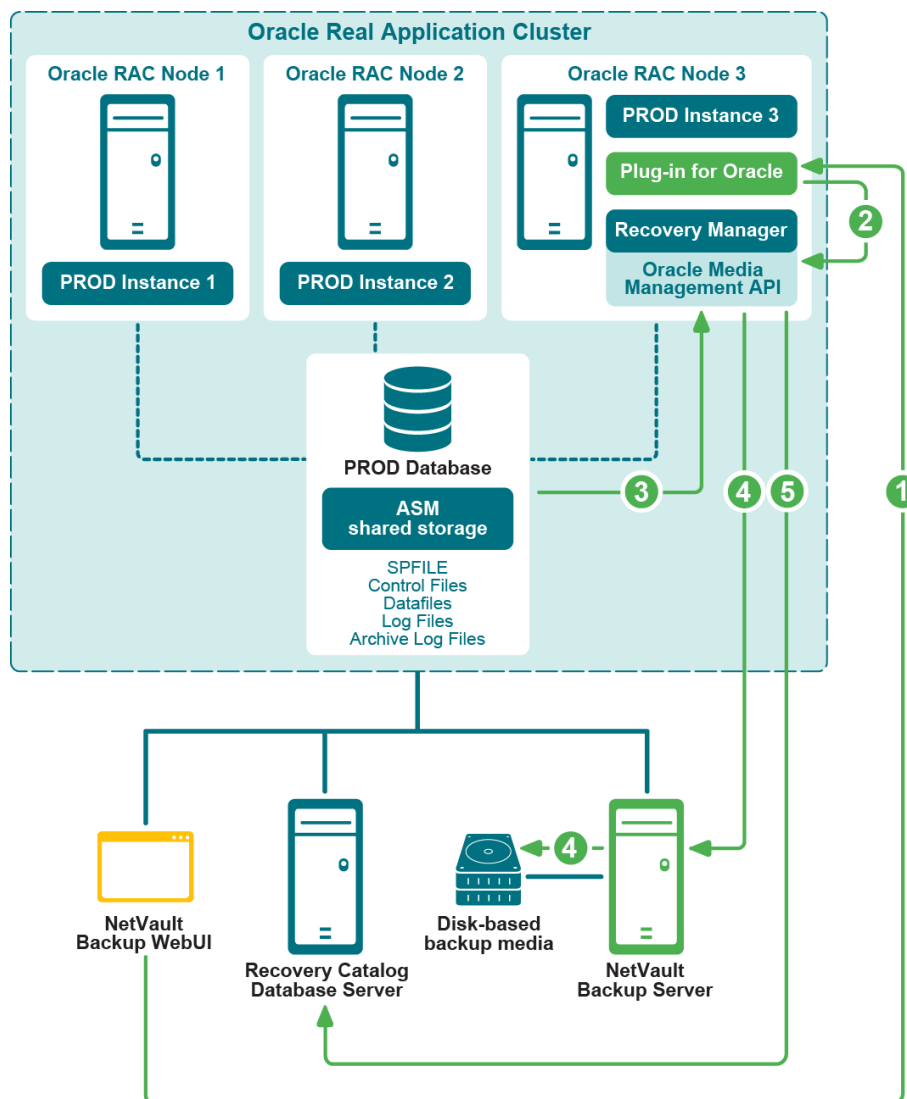 Oracle Real Application Cluster
Oracle RAC Node 1
Oracle RAC Node 2
Oracle RAC Node 3
PROD Instance 3
Plug-in for Oracle
2
Recovery Manager
Oracle Media
Management API
PROD Instance 1
PROD Instance 2
PROD Database
ASM
shared storage
3
4
5
1
SPFILE
Control Files
Datafiles
Log Files
Archive Log Files
4
NetVault
Backup WebUI
Recovery Catalog
Database Server
Disk-based
backup media
NetVault
Backup Server